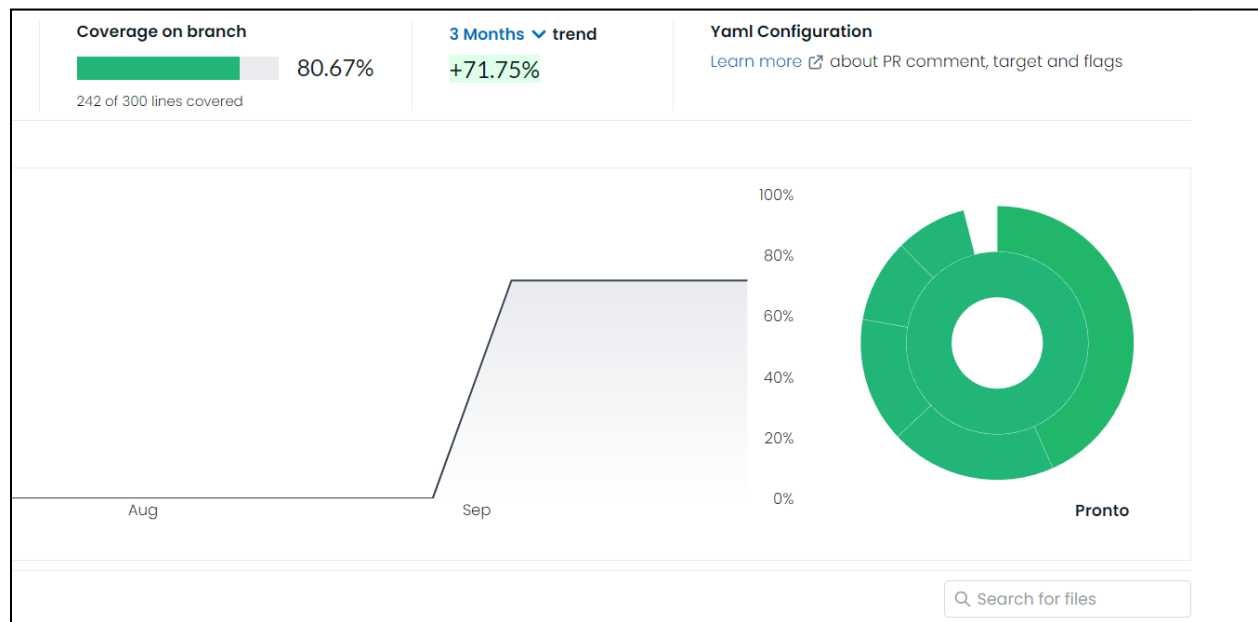 Coverage on branch
80.67%
242 of 300 lines covered
3 Months trend
+71.75%
Yaml Configuration
Learn more about PR comment, target and flags
100%
80%
60%
40%
20%
0%
Aug
Sep
Pronto
Search for files